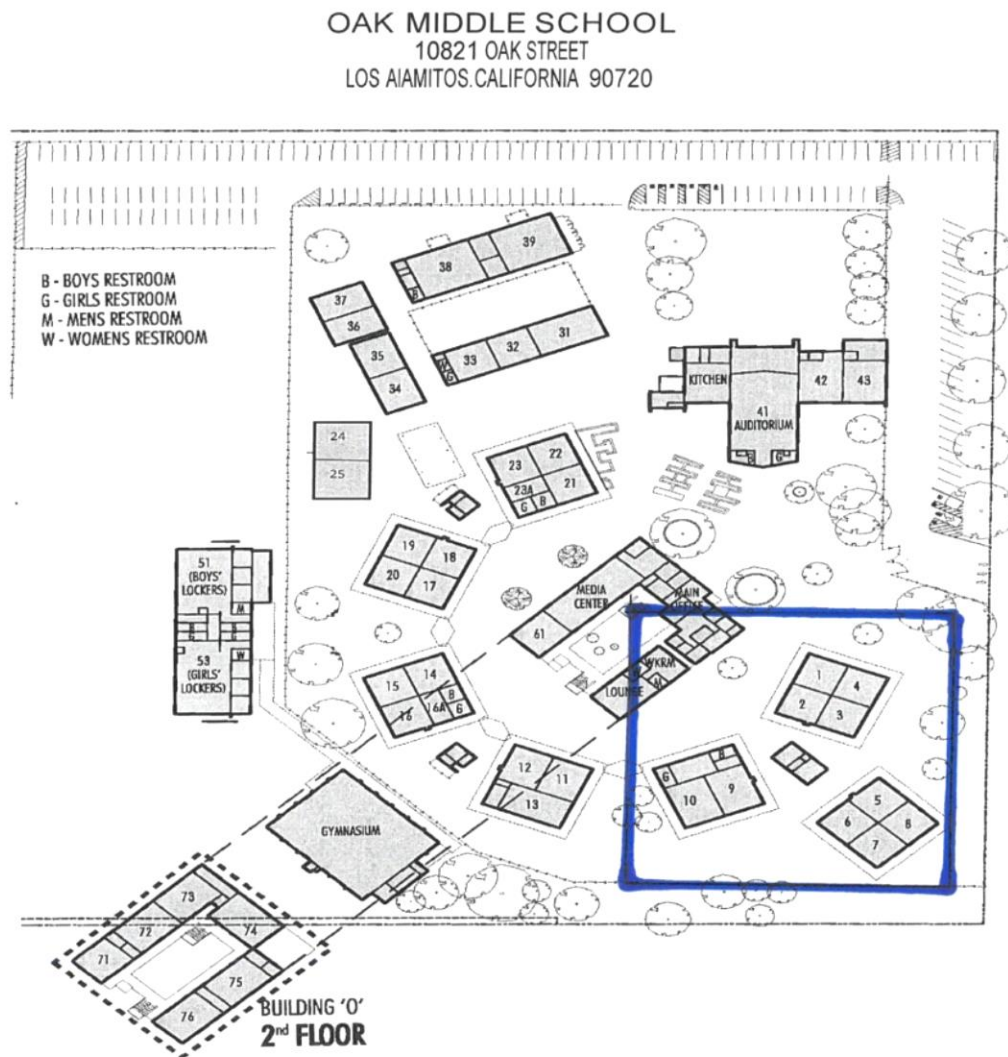 OAK MIDDLE SCHOOL
10821 OAK STREET
LOS AIAMITOS.CALIFORNIA 90720
B - BOYS RESTROOM
G - GIRLS RESTROOM
M - MENS RESTROOM
W - WOMENS RESTROOM
39
38
B
37
36
35
34
31
32
33
G
KITCHEN
42
43
41
AUDITORIUM
G
24
25
23
22
23A
21
G
B
19
18
20
17
51
(BOYS'
LOCKERS)
M
W
53
(GIRLS'
LOCKERS)
MEDIA
CENTER
MAIN
OFFICE
61
WKRM
LOUNGE
M
15
14
16
16A
B
G
1
4
2
3
12
11
13
G
B
10
9
5
6
8
7
GYMNASIUM
73
72
74
71
75
76
BUILDING 'O'
2nd FLOOR